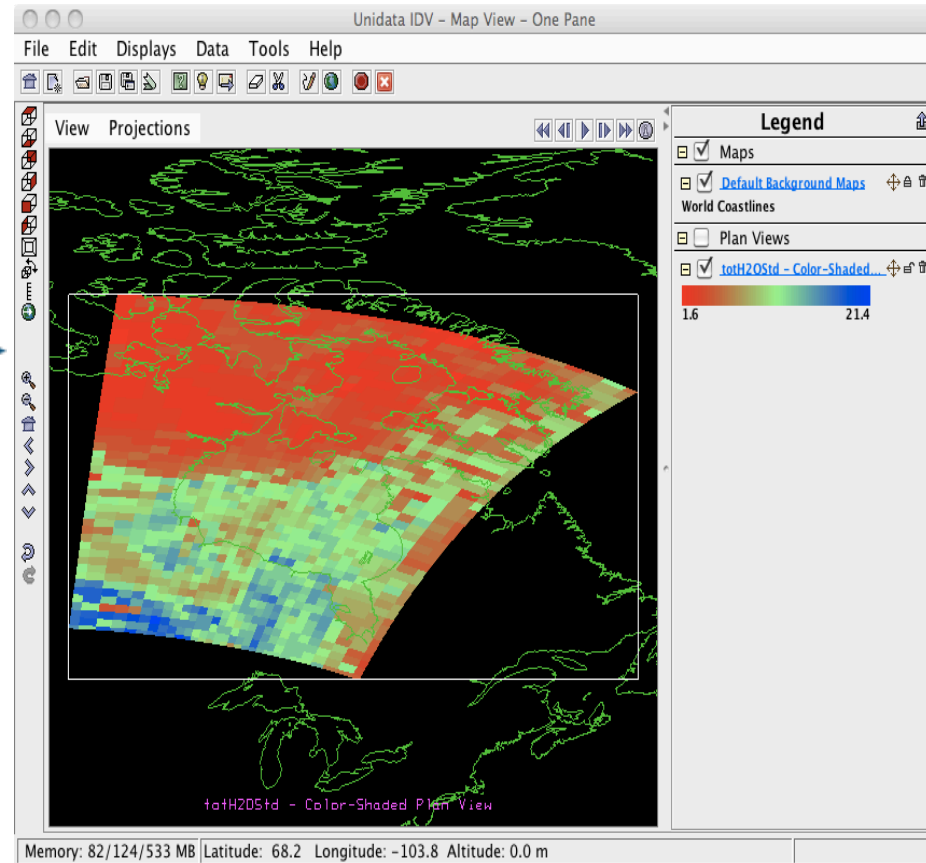 Unidata IDV – Map View – One Pane
File Edit Displays Data Tools Help
View Projections
Legend
Maps
Default Background Maps
World Coastlines
Plan Views
totH2OStd – Color-Shaded...
1.6 21.4
totH2OStd - Color-Shaded Plan View
Memory: 82/124/533 MB Latitude: 68.2 Longitude: -103.8 Altitude: 0.0 m